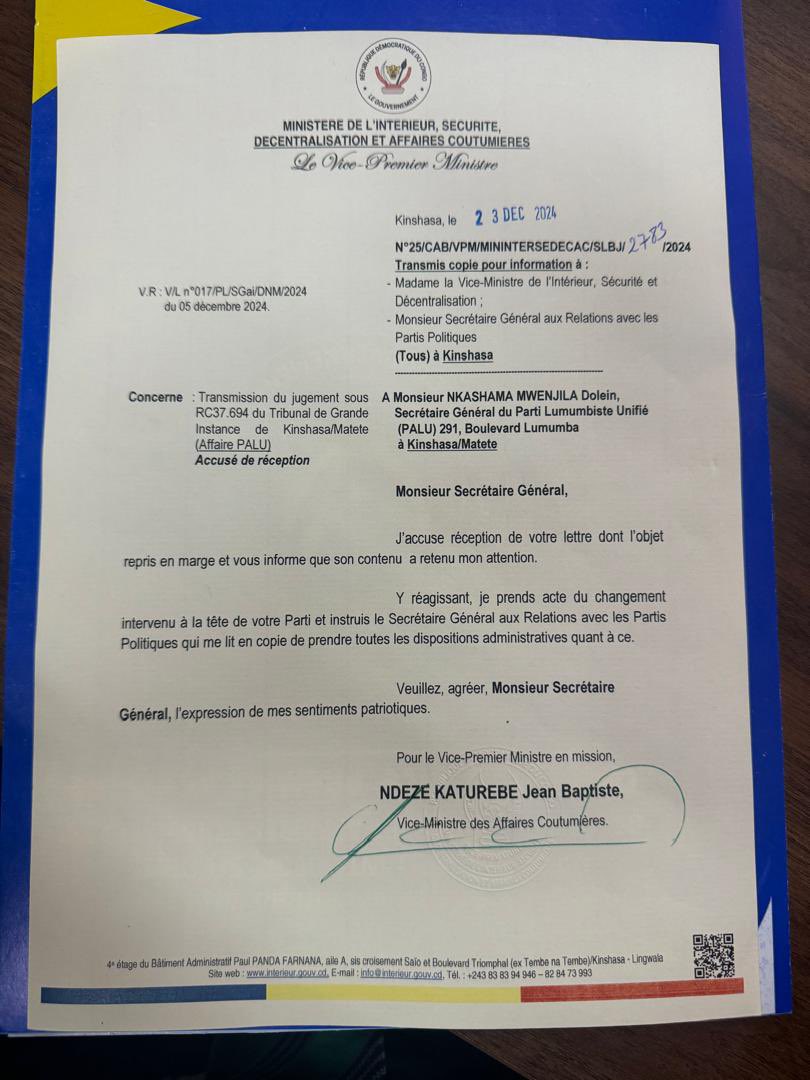 RÉPUBLIQUE DÉMOCRATIQUE DU CONGO
LE GOUVERNEMENT
MINISTERE DE L'INTERIEUR, SECURITE,
DECENTRALISATION ET AFFAIRES COUTUMIERES
Le Vice-Premier Ministre
Kinshasa, le 23 DEC 2024
N°25/CAB/VPM/MININTERSEDECAC/SLBJ/2783/2024
Transmis copie pour information à :
- Madame la Vice-Ministre de l'Intérieur, Sécurité et
Décentralisation ;
- Monsieur Secrétaire Général aux Relations avec les
Partis Politiques
(Tous) à Kinshasa
V.R : V/L n°017/PL/SGai/DNM/2024
du 05 décembre 2024.
Concerne : Transmission du jugement sous
RC37.694 du Tribunal de Grande
Instance de Kinshasa/Matete
(Affaire PALU)
Accusé de réception
A Monsieur NKASHAMA MWENJILA Dolein,
Secrétaire Général du Parti Lumumbiste Unifié
(PALU) 291, Boulevard Lumumba
à Kinshasa/Matete
Monsieur Secrétaire Général,
J'accuse réception de votre lettre dont l'objet
repris en marge et vous informe que son contenu a retenu mon attention.
Y réagissant, je prends acte du changement
intervenu à la tête de votre Parti et instruis le Secrétaire Général aux Relations avec les Partis
Politiques qui me lit en copie de prendre toutes les dispositions administratives quant à ce.
Veuillez, agréer, Monsieur Secrétaire
Général, l'expression de mes sentiments patriotiques.
Pour le Vice-Premier Ministre en mission,
NDEZE KATUREBE Jean Baptiste,
Vice-Ministre des Affaires Coutumières.
4e étage du Bâtiment Administratif Paul PANDA FARNANA, aile A, sis croisement Saio et Boulevard Triomphal (ex Tembe na Tembe)/Kinshasa - Lingwala
Site web : www.interieur.gouv.cd, E-mail : info@interieur.gouv.cd, Tél. : +243 83 83 94 946 – 82 84 73 993